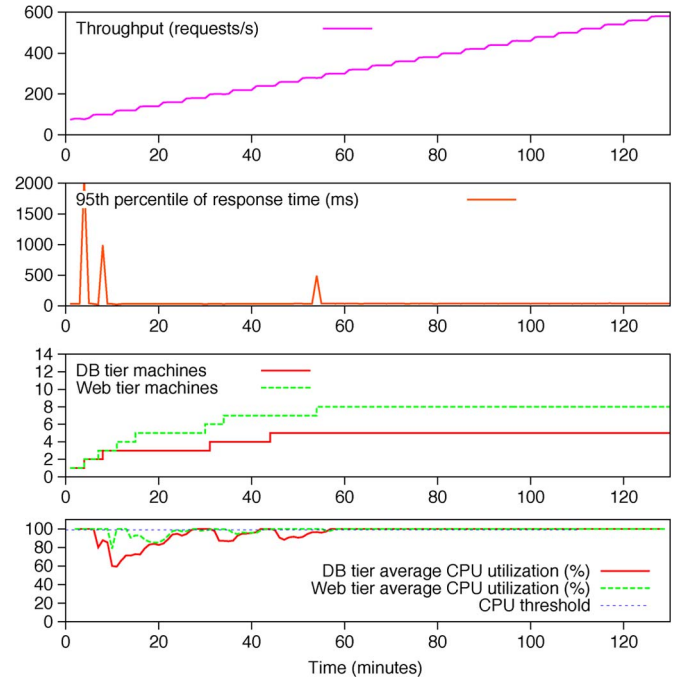 600
Throughput (requests/s)
400
200
0
0 20 40 60 80 100 120
2000
95th percentile of response time (ms)
1500
1000
500
0
0 20 40 60 80 100 120
14
DB tier machines
12
Web tier machines
10
8
6
4
2
0
0 20 40 60 80 100 120
100
80
60
DB tier average CPU utilization (%)
40
Web tier average CPU utilization (%)
20
CPU threshold
0
0 20 40 60 80 100 120
Time (minutes)